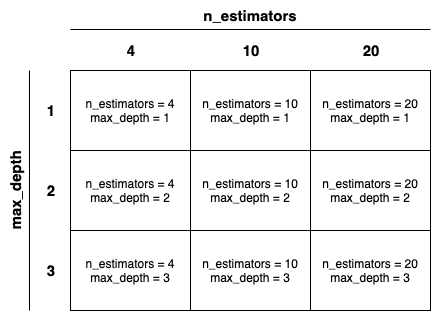 n_estimators
4 10 20
max_depth
1
n_estimators = 4 n_estimators = 10 n_estimators = 20
max_depth = 1 max_depth = 1 max_depth = 1
2
n_estimators = 4 n_estimators = 10 n_estimators = 20
max_depth = 2 max_depth = 2 max_depth = 2
3
n_estimators = 4 n_estimators = 10 n_estimators = 20
max_depth = 3 max_depth = 3 max_depth = 3